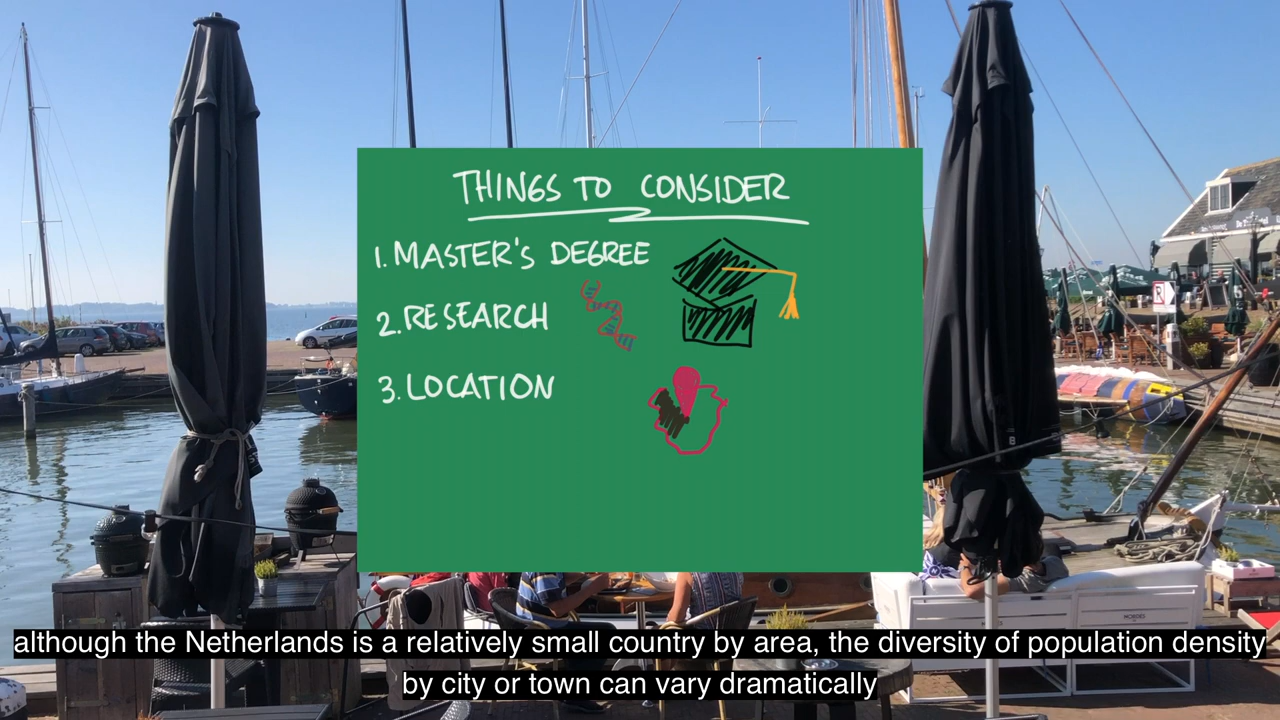 THINGS TO CONSIDER
1. MASTER'S DEGREE
2. RESEARCH
3. LOCATION
although the Netherlands is a relatively small country by area, the diversity of population density
by city or town can vary dramatically